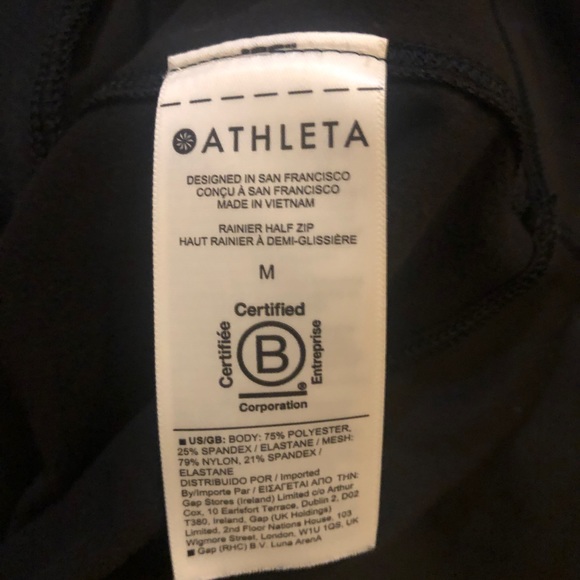 ATHLETA
DESIGNED IN SAN FRANCISCO
CONÇU À SAN FRANCISCO
MADE IN VIETNAM
RAINIER HALF ZIP
HAUT RAINIER À DEMI-GLISSIÈRE
M
Certified
Certifiée
B
Entreprise
®
Corporation
■ US/GB: BODY: 75% POLYESTER,
25% SPANDEX / ELASTANE / MESH:
79% NYLON, 21% SPANDEX /
ELASTANE
DISTRIBUIDO POR / Imported
By/Importe Par / ΕΙΣΑΓΕΤΑΙ ΑΠΟ ΤΗΝ:
Gap Stores (Ireland) Limited c/o Arthur
Cox, 10 Earlsfort Terrace, Dublin 2, D02
T380, Ireland, Gap (UK Holdings)
Limited, 2nd Floor Nations House, 103
Wigmore Street, London, W1U 1QS, UK
■ Gap (RHC) B.V. Luna ArenA